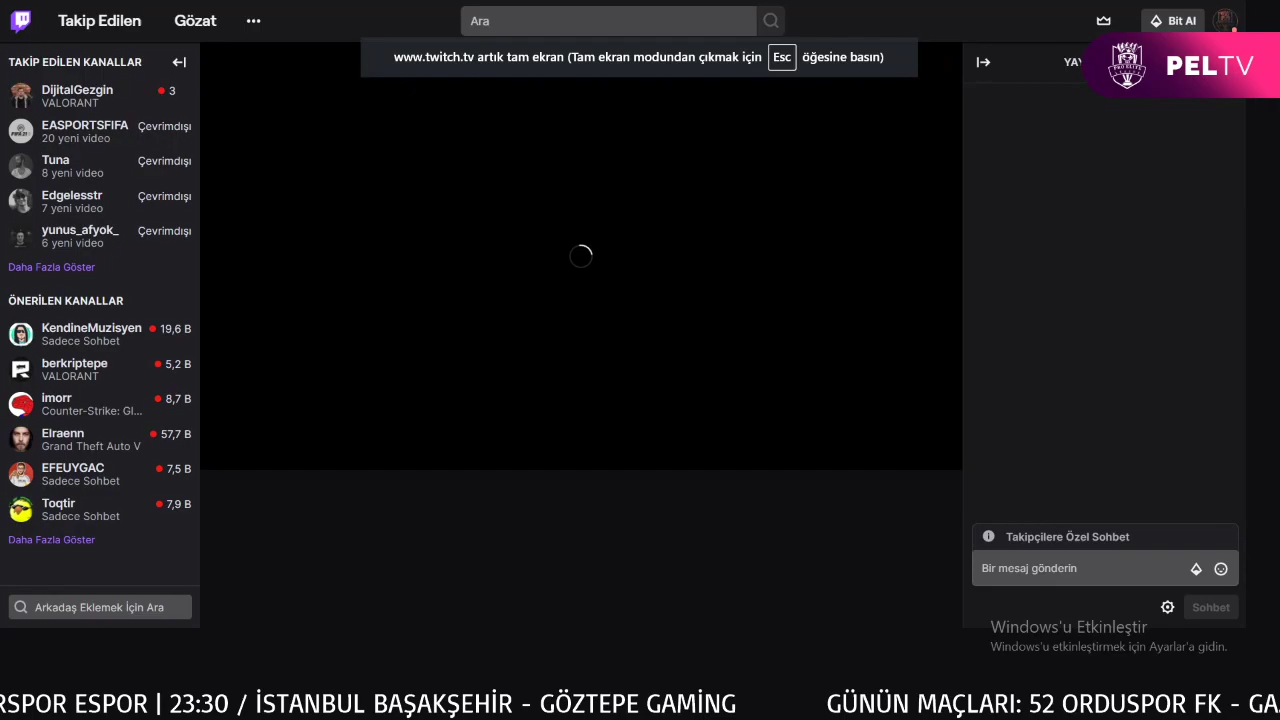 Takip Edilen
Gözat
Ara
Bit Al
www.twitch.tv artık tam ekran (Tam ekran modundan çıkmak için Esc öğesine basın)
TAKİP EDİLEN KANALLAR
DijitalGezgin 3
VALORANT
EASPORTSFIFA Çevrimdışı
20 yeni video
Tuna Çevrimdışı
8 yeni video
Edgelesstr Çevrimdışı
7 yeni video
yunus_afyok_ Çevrimdışı
6 yeni video
Daha Fazla Göster
ÖNERİLEN KANALLAR
KendineMuzisyen 19,6 B
Sadece Sohbet
berkriptepe 5,2 B
VALORANT
imorr 8,7 B
Counter-Strike: Gl...
Elraenn 57,7 B
Grand Theft Auto V
EFEUYGAC 7,5 B
Sadece Sohbet
Toqtir 7,9 B
Sadece Sohbet
Daha Fazla Göster
Arkadaş Eklemek İçin Ara
PELTV
Takipçilere Özel Sohbet
Bir mesaj gönderin
Sohbet
Windows'u Etkinleştir
Windows'u etkinleştirmek için Ayarlar'a gidin.
RSPOR ESPOR | 23:30 / İSTANBUL BAŞAKŞEHİR - GÖZTEPE GAMİNG GÜNÜN MAÇLARI: 52 ORDUSPOR FK - GA